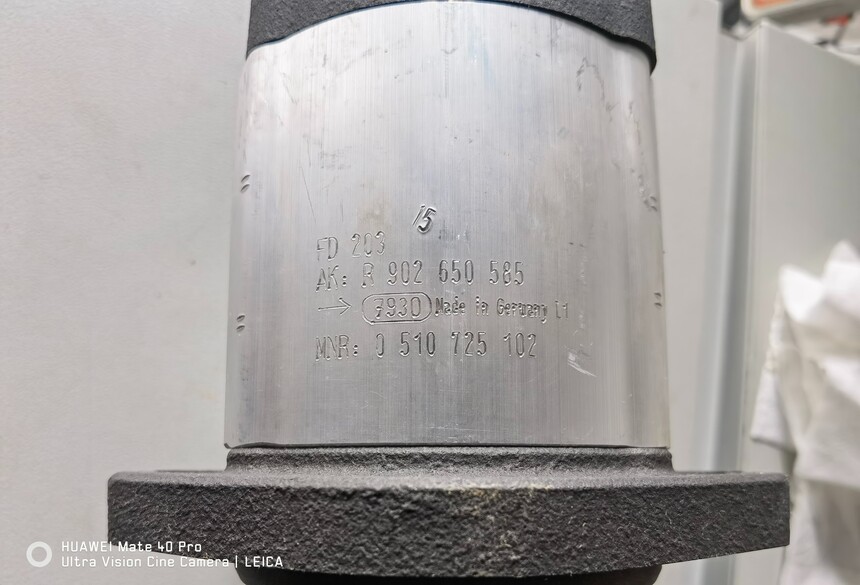 15
FD 203
AK: R 902 650 585
→ 7930 Made in Germany L1
MNR: 0 510 725 102
HUAWEI Mate 40 Pro
Ultra Vision Cine Camera | LEICA